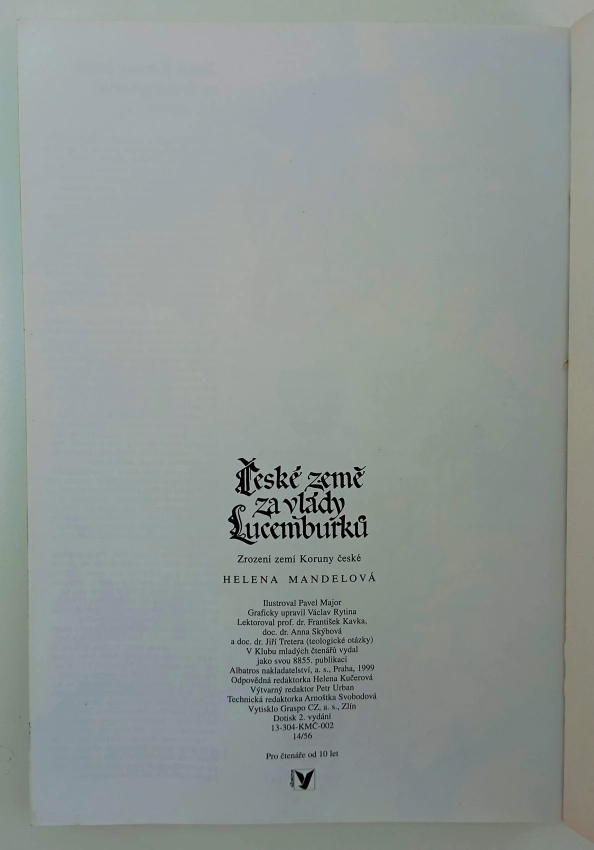 České země
za vlády
Lucemburků
Zrození zemí Koruny české
HELENA MANDELOVÁ
Ilustroval Pavel Major
Graficky upravil Václav Rytina
Lektoroval prof. dr. František Kavka,
doc. dr. Anna Skýbová
a doc. dr. Jiří Tretera (teologické otázky)
V Klubu mladých čtenářů vydal
jako svou 8855. publikaci
Albatros nakladatelství, a. s., Praha, 1999
Odpovědná redaktorka Helena Kučerová
Výtvarný redaktor Petr Urban
Technická redaktorka Arnoštka Svobodová
Vytisklo Graspo CZ, a. s., Zlín
Dotisk 2. vydání
13-304-KMČ-002
14/56
Pro čtenáře od 10 let